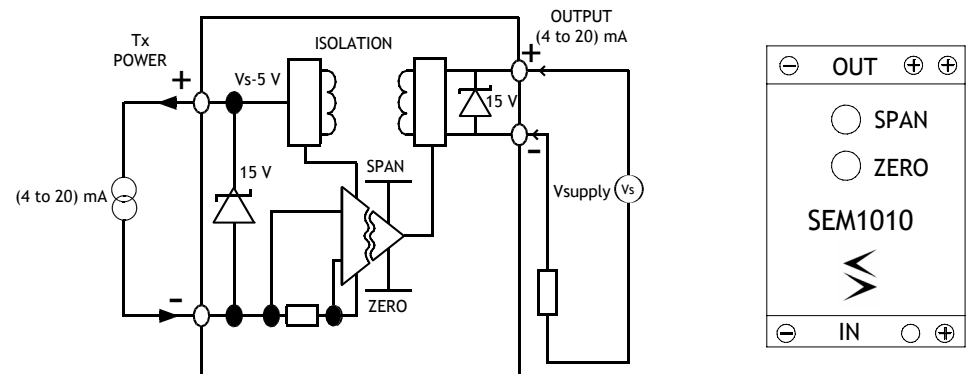 OUTPUT
(4 to 20) mA
Tx
POWER
ISOLATION
+
+
Vs-5 V
15 V
-
15 V
SPAN
(4 to 20) mA
Vsupply
Vs
ZERO
-
- OUT + +
SPAN
ZERO
SEM1010
- IN +